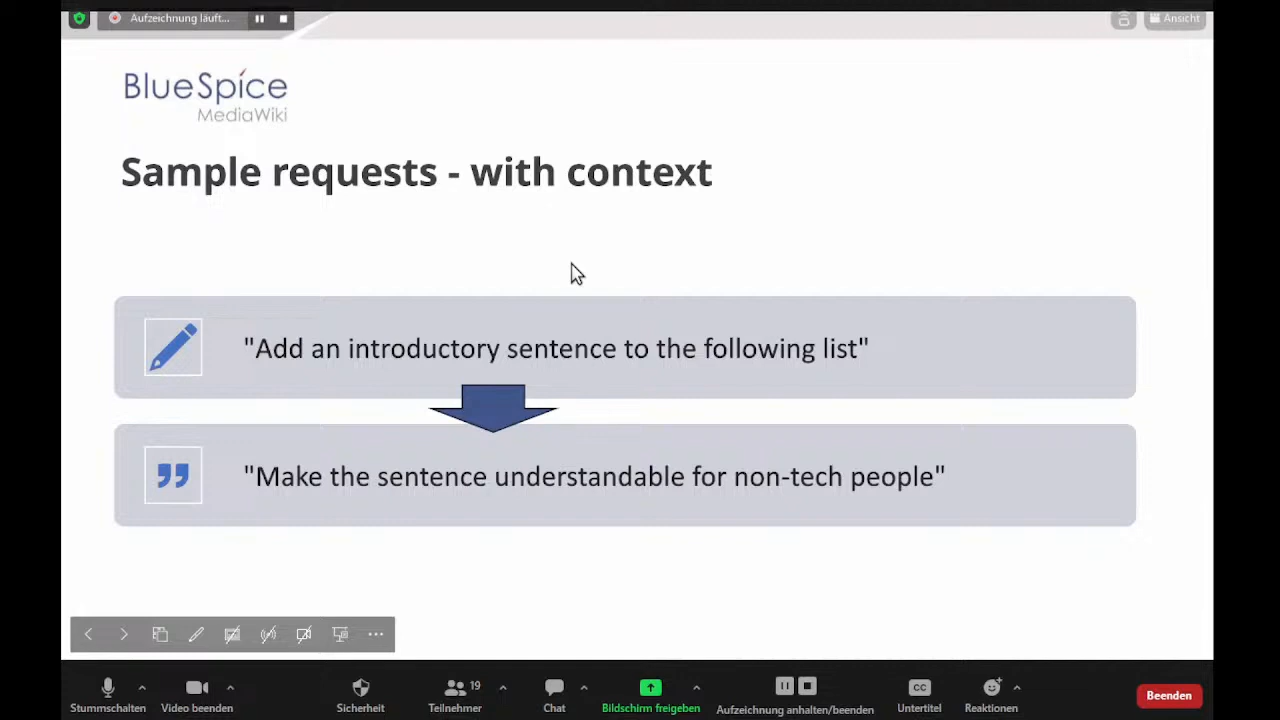 Aufzeichnung läuft...
Ansicht
BlueSpice
MediaWiki
Sample requests - with context
"Add an introductory sentence to the following list"
"Make the sentence understandable for non-tech people"
19
CC
Stummschalten
Video beenden
Sicherheit
Teilnehmer
Chat
Bildschirm freigeben
Aufzeichnung anhalten/beenden
Untertitel
Reaktionen
Beenden